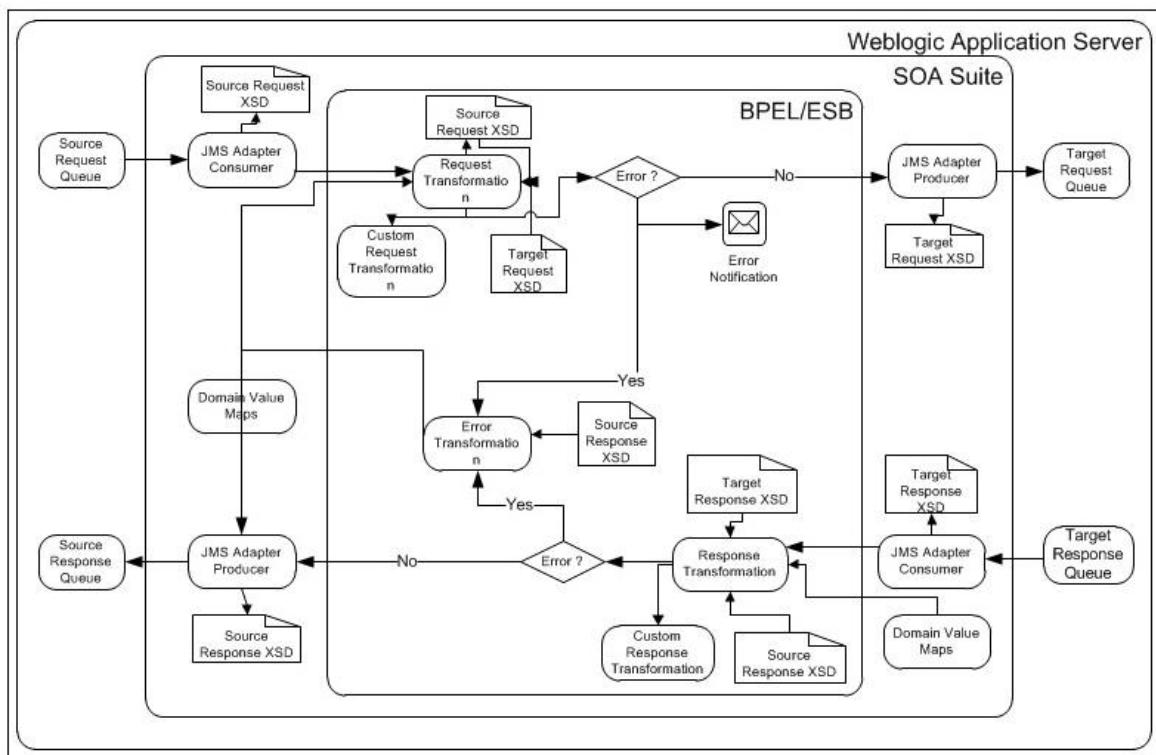 Weblogic Application Server
SOA Suite
BPEL/ESB
Source
Request
Queue
Source Request
XSD
JMS Adapter
Consumer
Source
Request XSD
Request
Transformatio
n
Custom
Request
Transformatio
n
Target
Request
XSD
Error ?
No
Error
Notification
JMS Adapter
Producer
Target
Request XSD
Target
Request
Queue
Yes
Domain Value
Maps
Error
Transformatio
n
Source
Response
XSD
Yes
Source
Response
Queue
JMS Adapter
Producer
Source
Response XSD
No
Error ?
Target
Response XSD
Response
Transformation
Custom
Response
Transformation
Source
Response XSD
Target
Response
XSD
JMS Adapter
Consumer
Domain Value
Maps
Target
Response
Queue